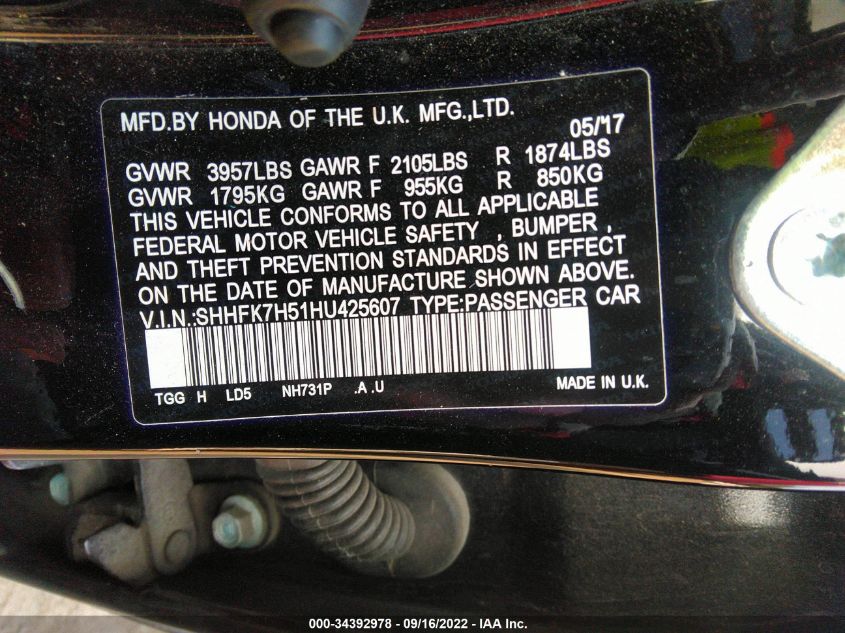 MFD.BY HONDA OF THE U.K. MFG.,LTD.
05/17
GVWR 3957LBS GAWR F 2105LBS R 1874LBS
GVWR 1795KG GAWR F 955KG R 850KG
THIS VEHICLE CONFORMS TO ALL APPLICABLE
FEDERAL MOTOR VEHICLE SAFETY , BUMPER ,
AND THEFT PREVENTION STANDARDS IN EFFECT
ON THE DATE OF MANUFACTURE SHOWN ABOVE.
V.I.N.:SHHFK7H51HU425607 TYPE:PASSENGER CAR
TGG H LD5 NH731P .A .U MADE IN U.K.
000-34392978 - 09/16/2022 - IAA Inc.